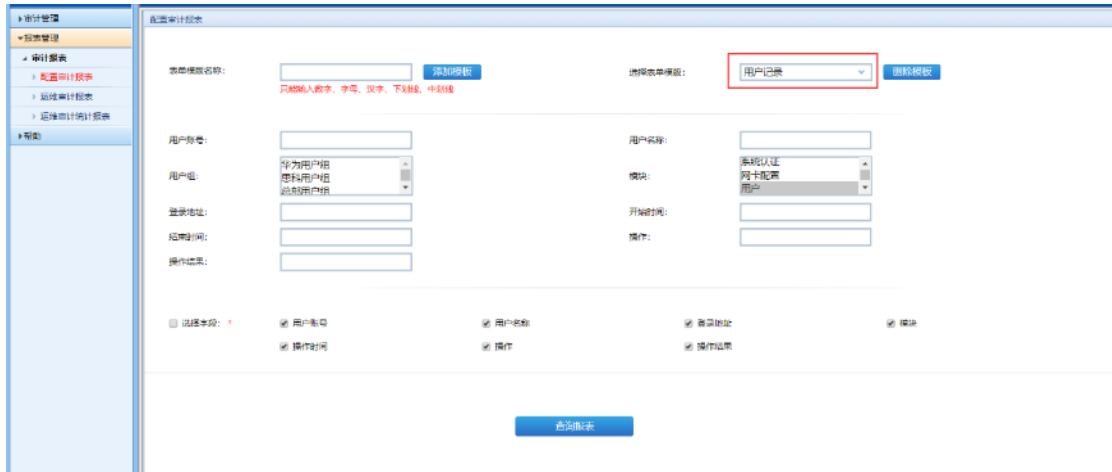 审计管理
报表管理
审计报表
配置审计报表
运维审计报表
运维审计统计报表
帮助
配置审计报表
表单模版名称:
添加模板
选择表单模版:
用户记录
删除模板
只能输入数字、字母、汉字、下划线、中划线
用户账号:
用户名称:
用户组:
华为用户组
思科用户组
总部用户组
模块:
系统认证
网卡配置
用户
登录地址:
开始时间:
结束时间:
操作:
操作结果:
选择字段: *
用户账号
用户名称
登录地址
模块
操作时间
操作
操作结果
查询报表